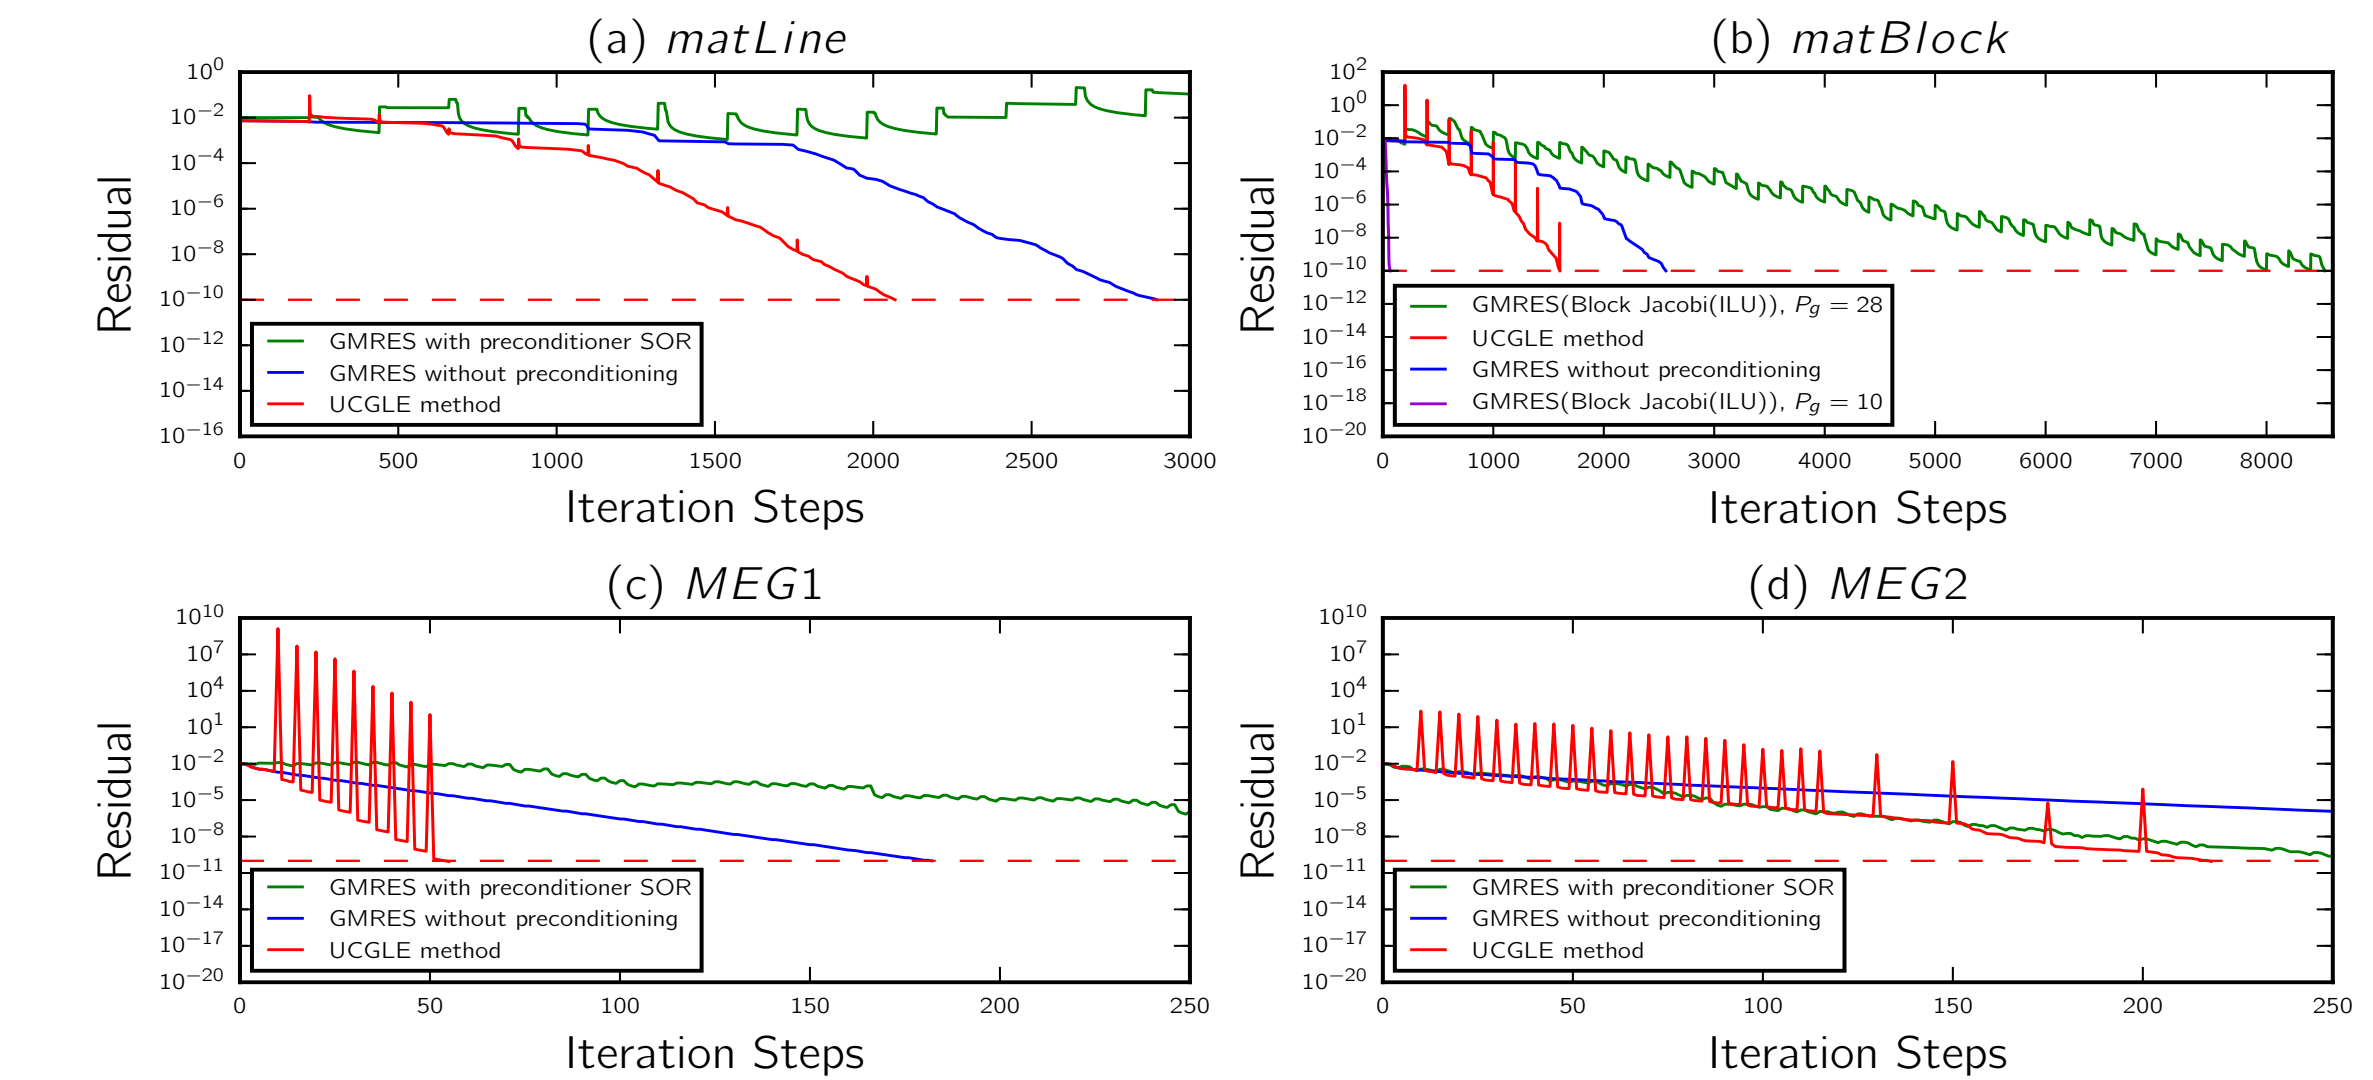 (a) matLine
10^0
10^−2
10^−4
10^−6
10^−8
10^−10
10^−12
10^−14
10^−16
Residual
GMRES with preconditioner SOR
GMRES without preconditioning
UCGLE method
0 500 1000 1500 2000 2500 3000
Iteration Steps
(b) matBlock
10^2
10^0
10^−2
10^−4
10^−6
10^−8
10^−10
10^−12
10^−14
10^−16
10^−18
10^−20
Residual
GMRES(Block Jacobi(ILU)), P_g = 28
UCGLE method
GMRES without preconditioning
GMRES(Block Jacobi(ILU)), P_g = 10
0 1000 2000 3000 4000 5000 6000 7000 8000
Iteration Steps
(c) MEG1
10^10
10^7
10^4
10^1
10^−2
10^−5
10^−8
10^−11
10^−14
10^−17
10^−20
Residual
GMRES with preconditioner SOR
GMRES without preconditioning
UCGLE method
0 50 100 150 200 250
Iteration Steps
(d) MEG2
10^10
10^7
10^4
10^1
10^−2
10^−5
10^−8
10^−11
10^−14
10^−17
10^−20
Residual
GMRES with preconditioner SOR
GMRES without preconditioning
UCGLE method
0 50 100 150 200 250
Iteration Steps